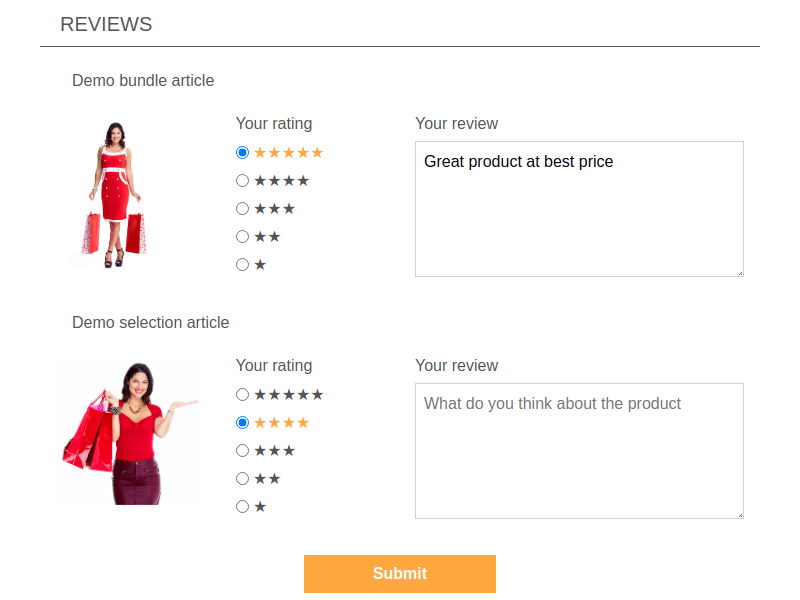 REVIEWS
Demo bundle article
Your rating
Your review
★★★★★
Great product at best price
★★★★
★★★
★★
★
Demo selection article
Your rating
Your review
★★★★★
What do you think about the product
★★★★
★★★
★★
★
Submit